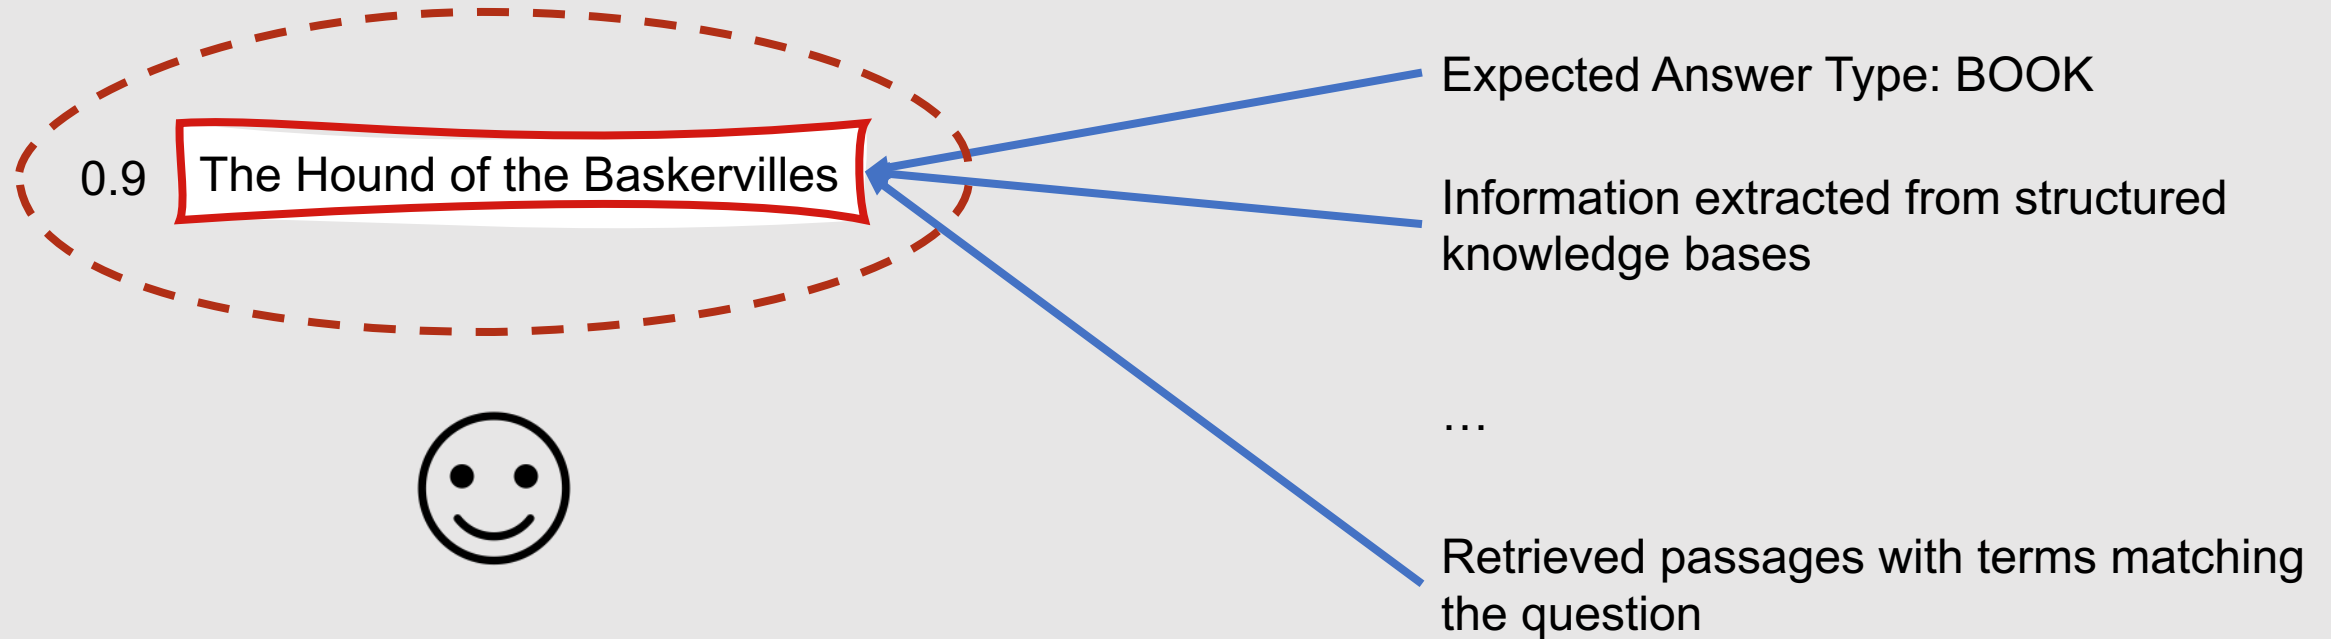 0.9 The Hound of the Baskervilles
Expected Answer Type: BOOK
Information extracted from structured
knowledge bases
…
Retrieved passages with terms matching
the question